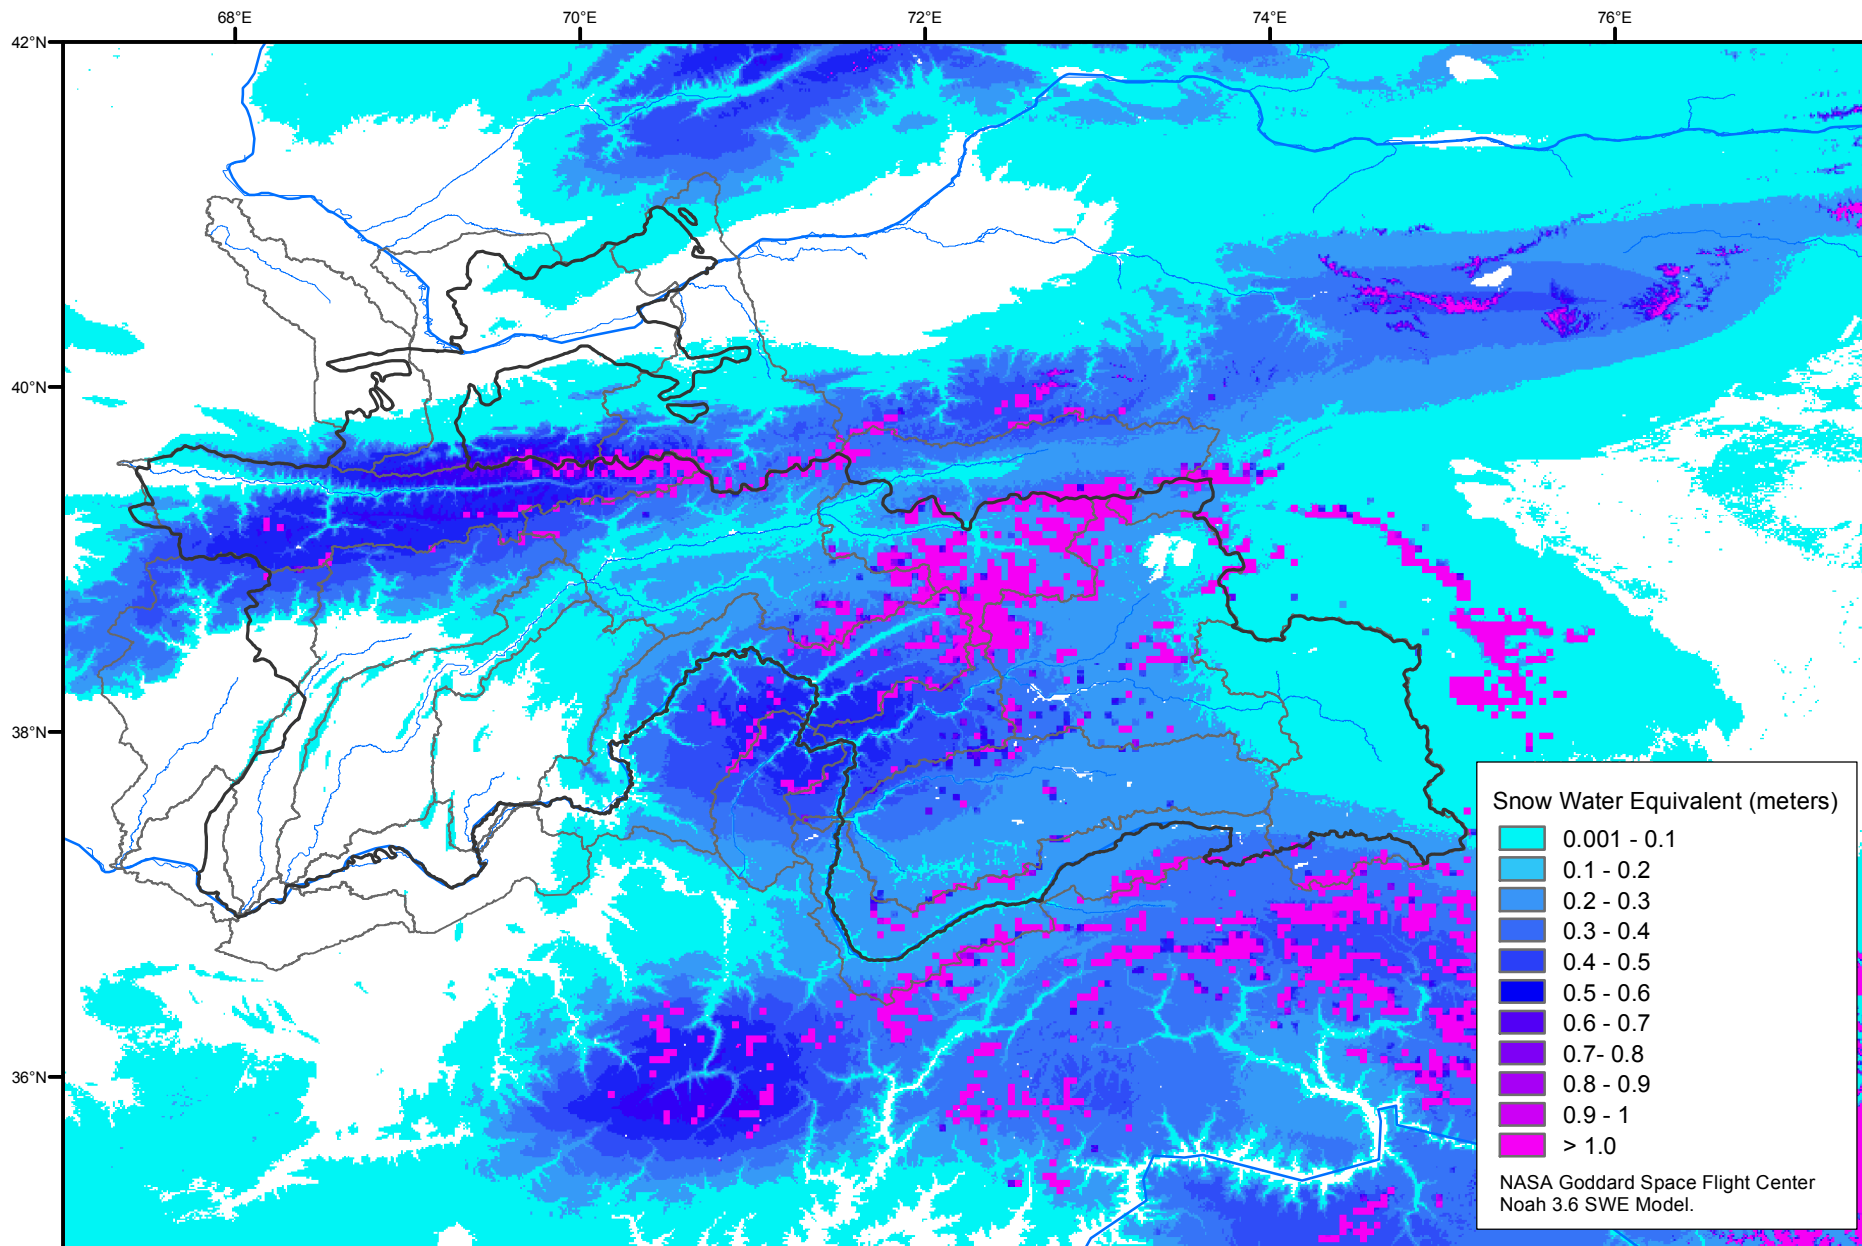 68°E 70°E 72°E 74°E 76°E
42°N
40°N
38°N
36°N
Snow Water Equivalent (meters)
0.001 - 0.1
0.1 - 0.2
0.2 - 0.3
0.3 - 0.4
0.4 - 0.5
0.5 - 0.6
0.6 - 0.7
0.7- 0.8
0.8 - 0.9
0.9 - 1
> 1.0
NASA Goddard Space Flight Center
Noah 3.6 SWE Model.